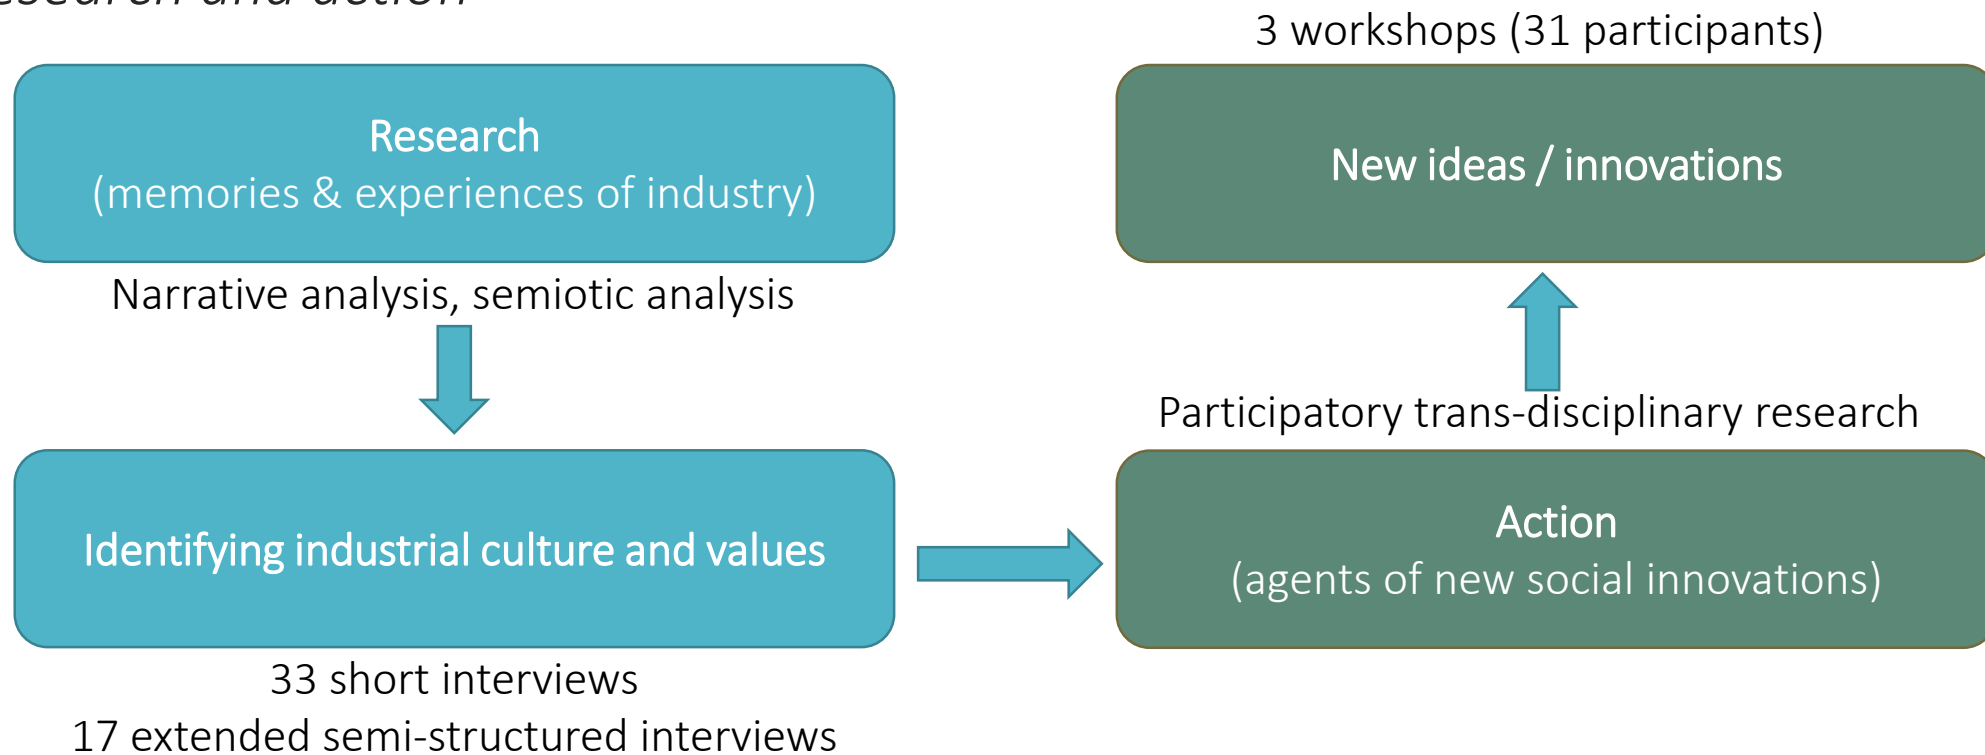 and action
3 workshops (31 participants)
Research
(memories & experiences of industry)
New ideas / innovations
Narrative analysis, semiotic analysis
Participatory trans-disciplinary research
Identifying industrial culture and values
Action
(agents of new social innovations)
33 short interviews
17 extended semi-structured interviews